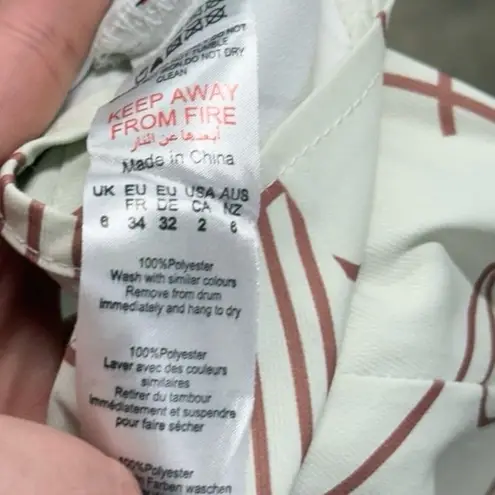 DO NOT
TUMBLE
DO NOT DRY
CLEAN
KEEP AWAY
FROM FIRE
أبعدها عن النار
Made in China
UK EU EU USA AUS
FR DE CA NZ
6 34 32 2 6
100%Polyester
Wash with similar colours
Remove from drum
immediately and hang to dry
100%Polyester
Laver avec des couleurs
similaires
Retirer du tambour
immédiatement et suspendre
pour faire sécher
100%Polyester
Farben waschen